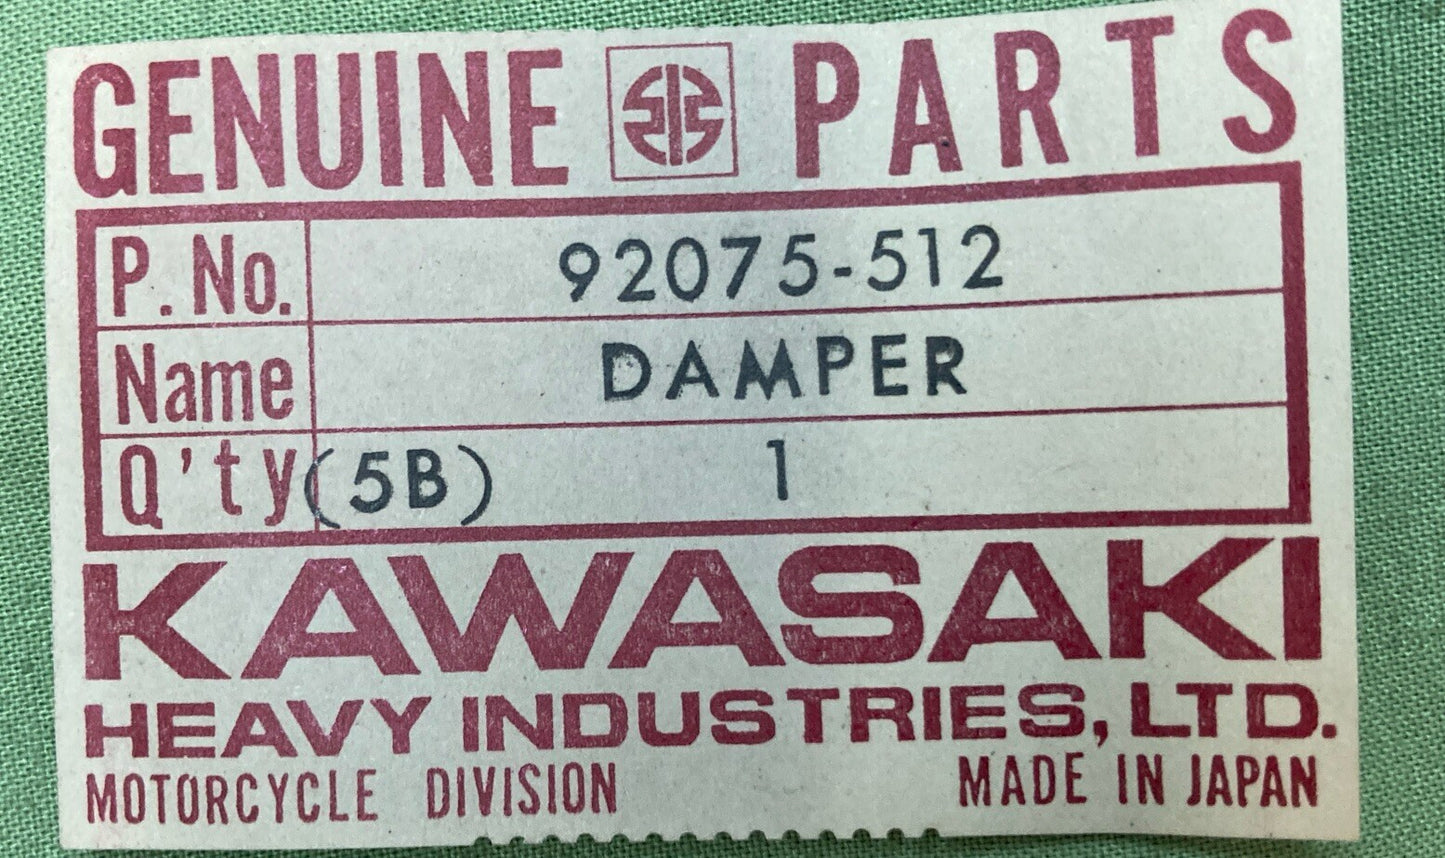 GENUINE PARTS
P. No. 92075-512
Name DAMPER
Q'ty (5B) 1
KAWASAKI
HEAVY INDUSTRIES, LTD.
MOTORCYCLE DIVISION MADE IN JAPAN